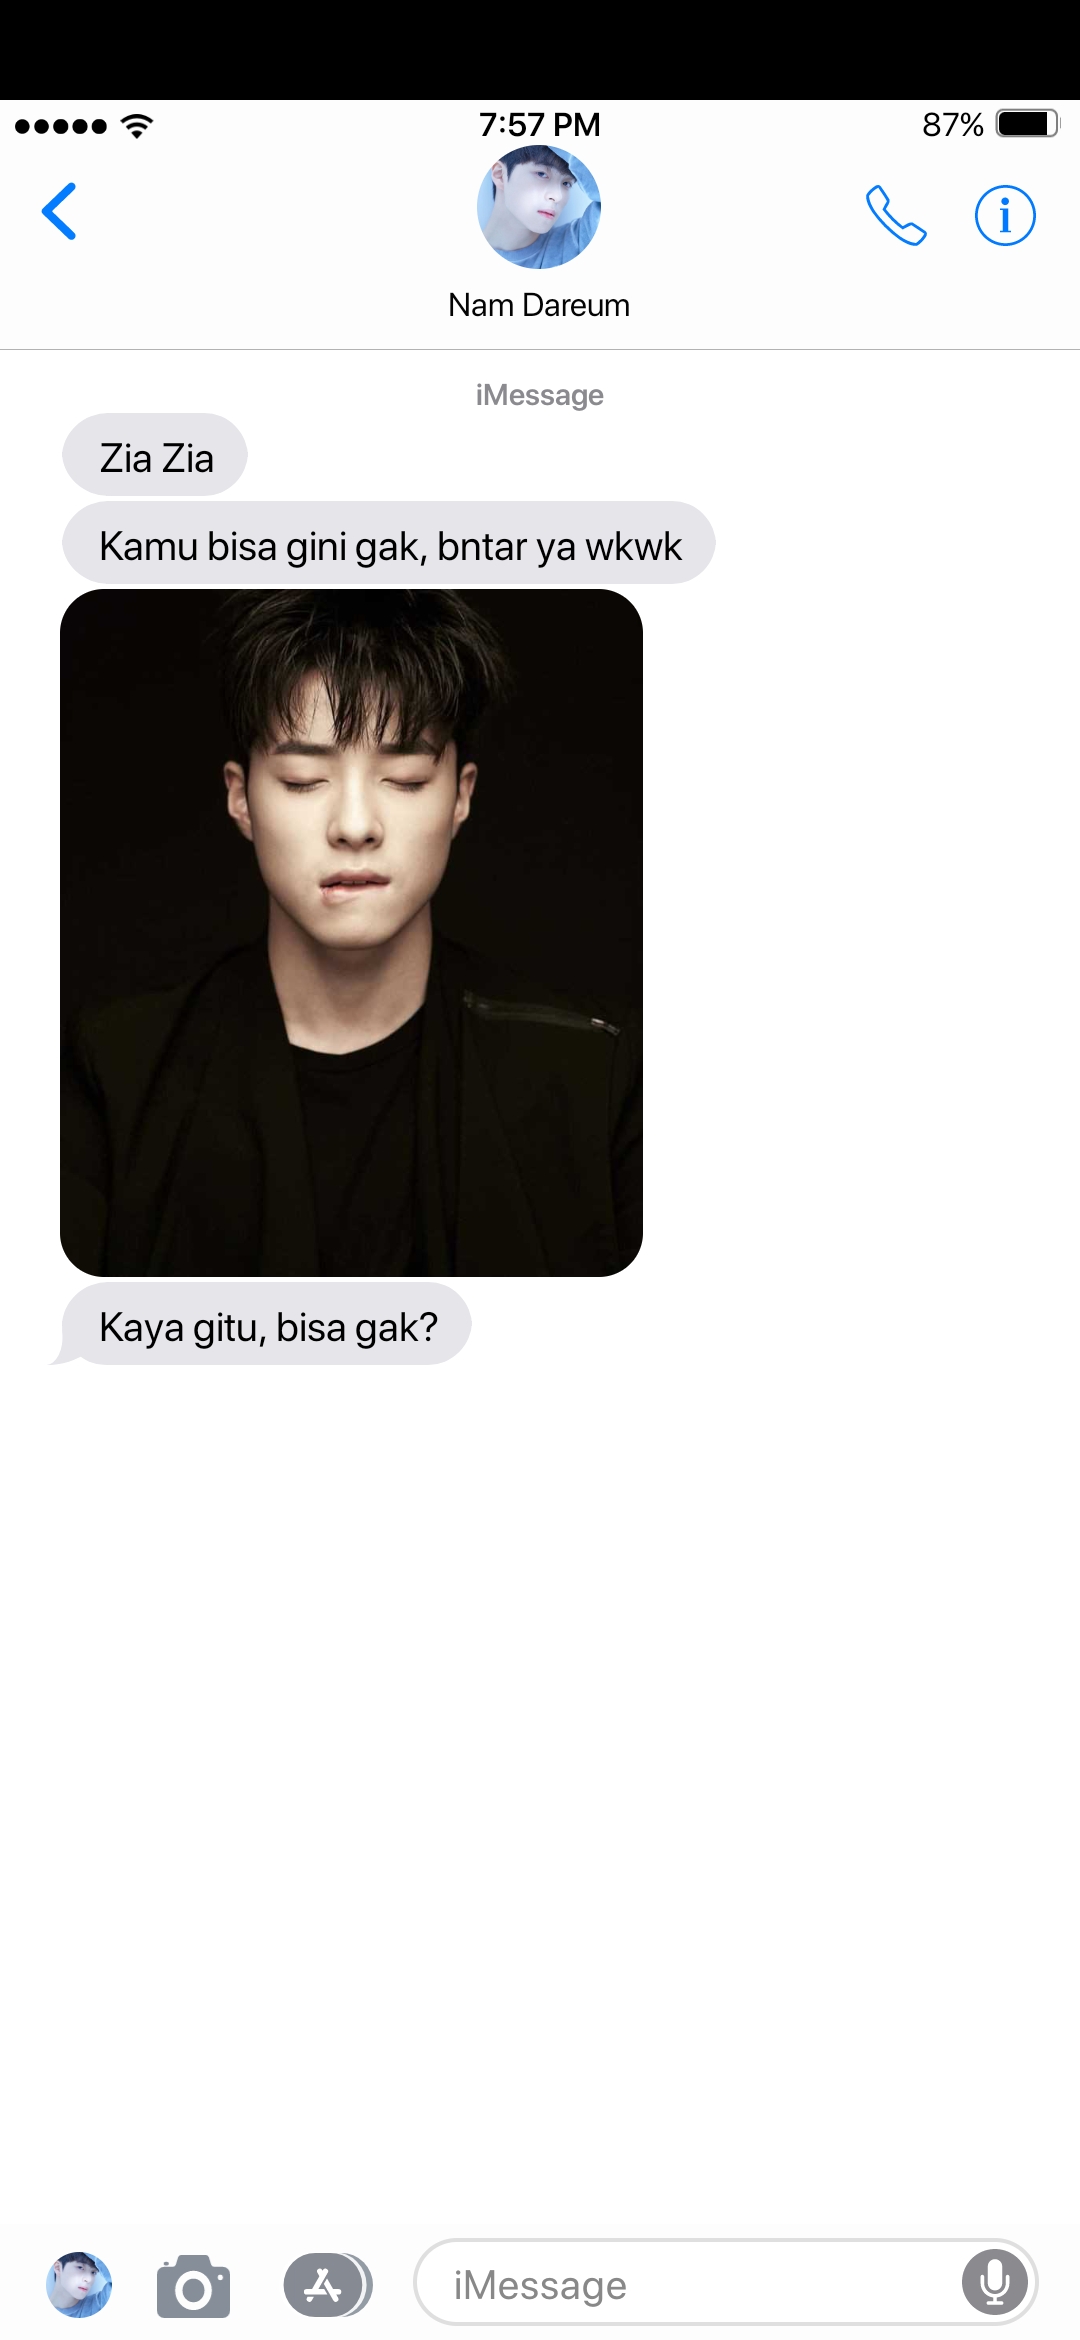 7:57 PM
87%
Nam Dareum
iMessage
Zia Zia
Kamu bisa gini gak, bntar ya wkwk
Kaya gitu, bisa gak?
iMessage